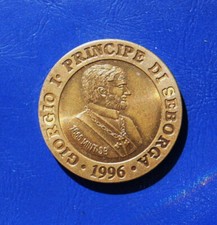 GIORGIO I° PRINCIPE DI SEBORGA
· 1996 ·